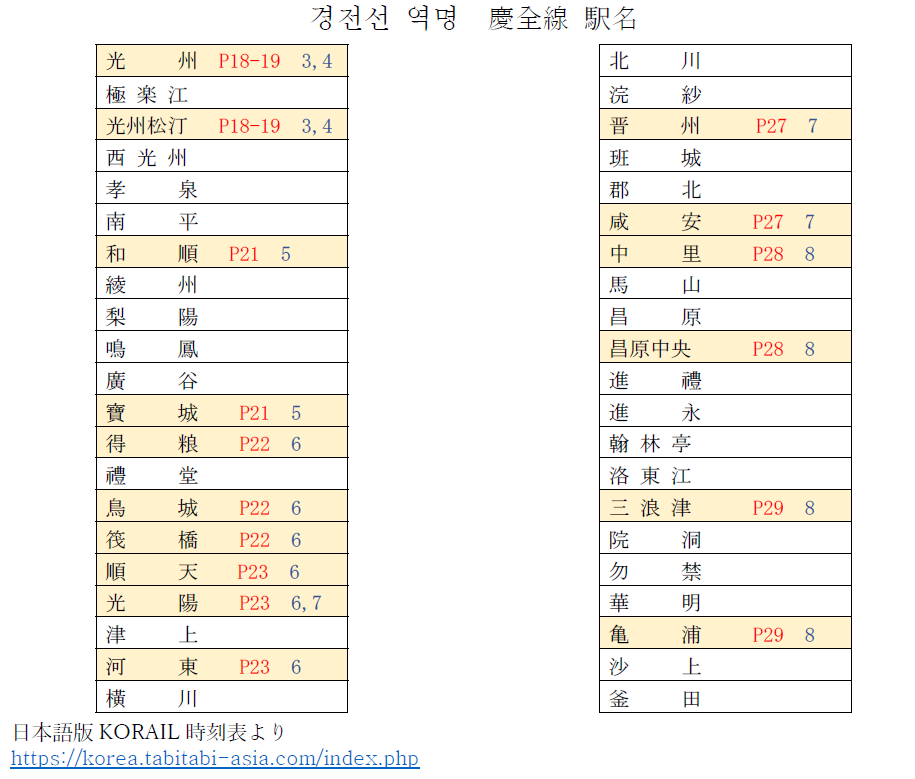 경전선 역명 慶全線 駅名
光州 P18-19 3,4
極楽江
光州松汀 P18-19 3,4
西光州
孝泉
南平
和順 P21 5
綾州
梨陽
鳴鳳
廣谷
寶城 P21 5
得粮 P22 6
禮堂
鳥城 P22 6
筏橋 P22 6
順天 P23 6
光陽 P23 6,7
津上
河東 P23 6
横川
北川
浣紗
晋州 P27 7
班城
郡北
咸安 P27 7
中里 P28 8
馬山
昌原
昌原中央 P28 8
進禮
進永
翰林亭
洛東江
三浪津 P29 8
院洞
勿禁
華明
亀浦 P29 8
沙上
釜田
日本語版 KORAIL 時刻表より
https://korea.tabitabi-asia.com/index.php